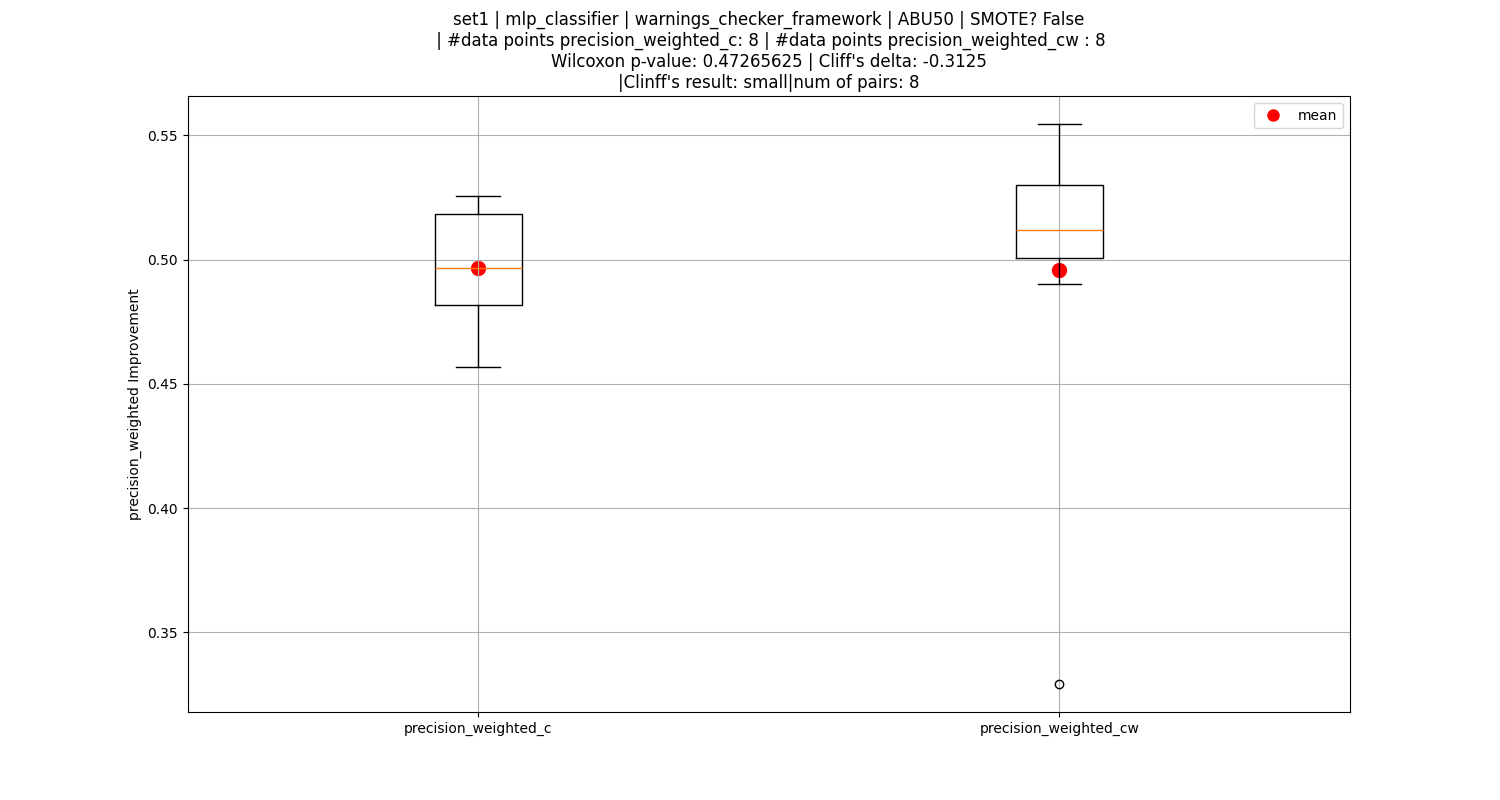 set1 | mlp_classifier | warnings_checker_framework | ABU50 | SMOTE? False
| #data points precision_weighted_c: 8 | #data points precision_weighted_cw : 8
Wilcoxon p-value: 0.47265625 | Cliff's delta: -0.3125
|Clinff's result: small|num of pairs: 8
mean
0.55
0.50
0.45
0.40
0.35
precision_weighted Improvement
precision_weighted_c
precision_weighted_cw